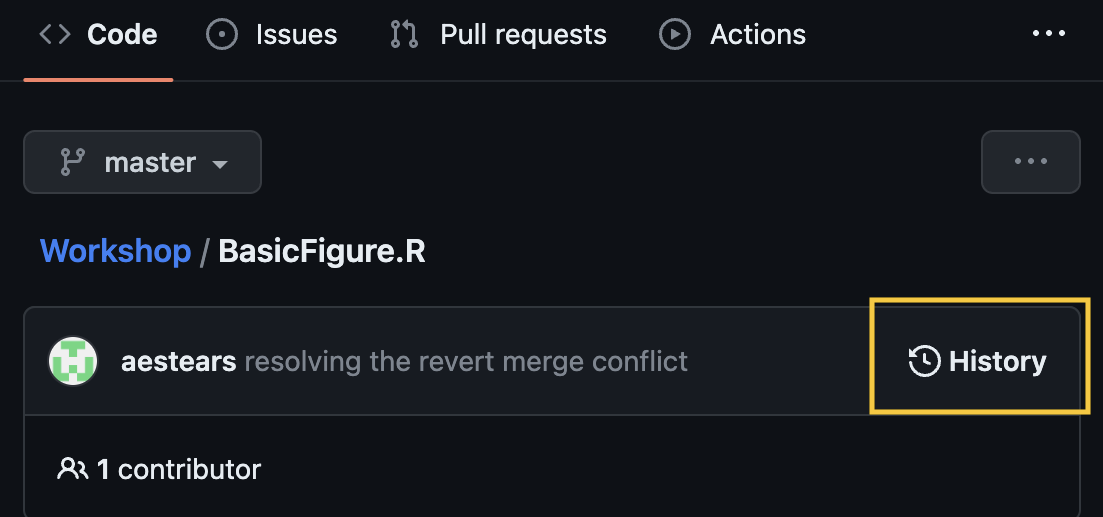 Code Issues Pull requests Actions
master
Workshop / BasicFigure.R
aestears resolving the revert merge conflict History
1 contributor